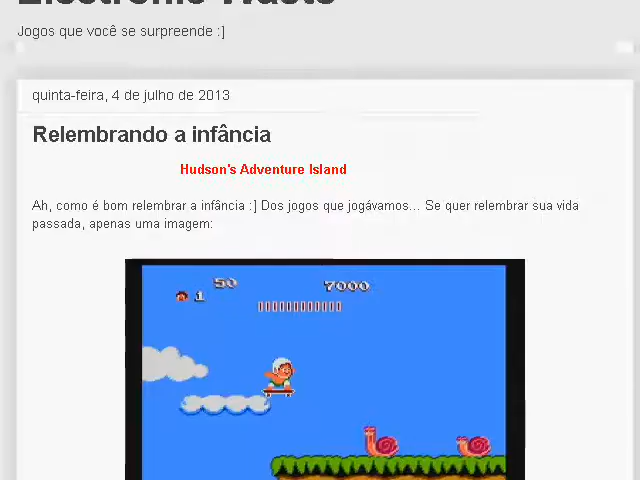 Jogos que você se surpreende :]
quinta-feira, 4 de julho de 2013
Relembrando a infância
Hudson's Adventure Island
Ah, como é bom relembrar a infância :] Dos jogos que jogávamos... Se quer relembrar sua vida
passada, apenas uma imagem:
50 7000
1